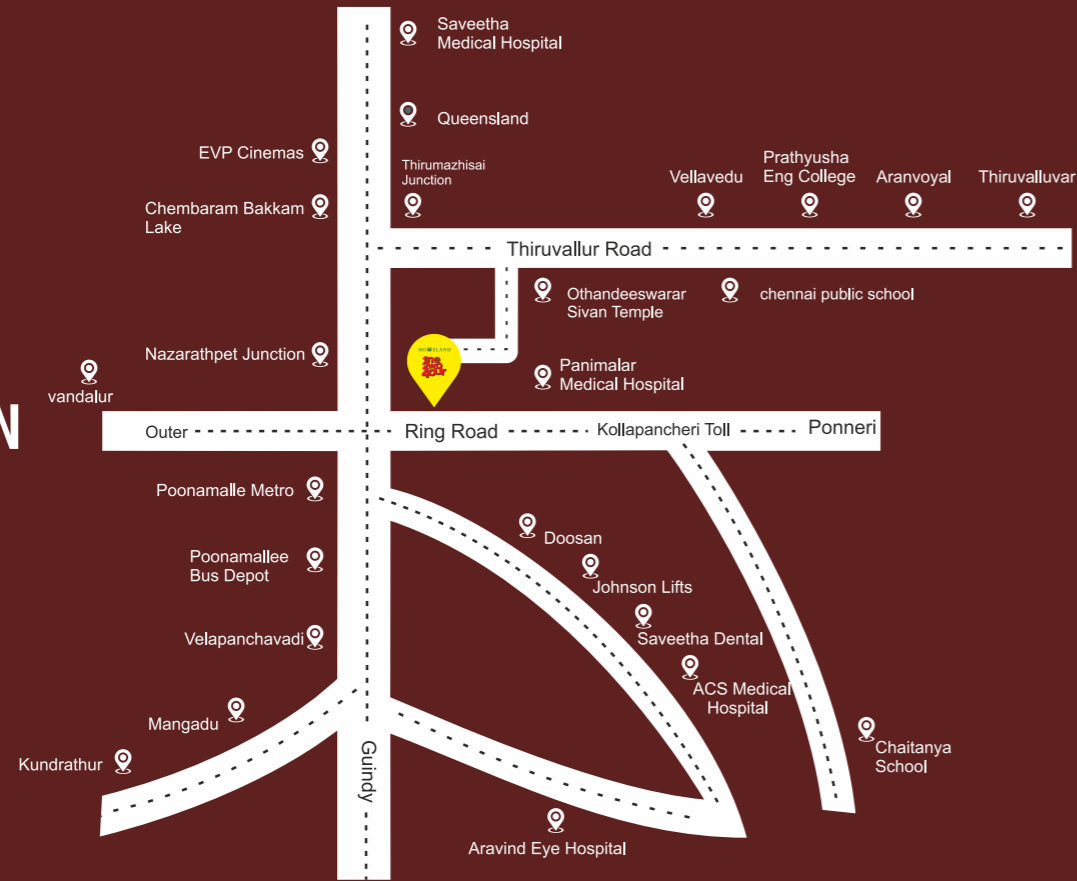 Saveetha
Medical Hospital
Queensland
EVP Cinemas
Chembaram Bakkam
Lake
Thirumazhisai
Junction
Vellavedu
Prathyusha
Eng College
Aranvoyal
Thiruvalluvar
Thiruvallur Road
Othandeeswarar
Sivan Temple
chennai public school
Nazarathpet Junction
HOMELAND
Panimalar
Medical Hospital
vandalur
N
Outer
Ring Road
Kollapancheri Toll
Ponneri
Poonamalle Metro
Poonamallee
Bus Depot
Velapanchavadi
Doosan
Johnson Lifts
Saveetha Dental
ACS Medical
Hospital
Mangadu
Kundrathur
Guindy
Chaitanya
School
Aravind Eye Hospital